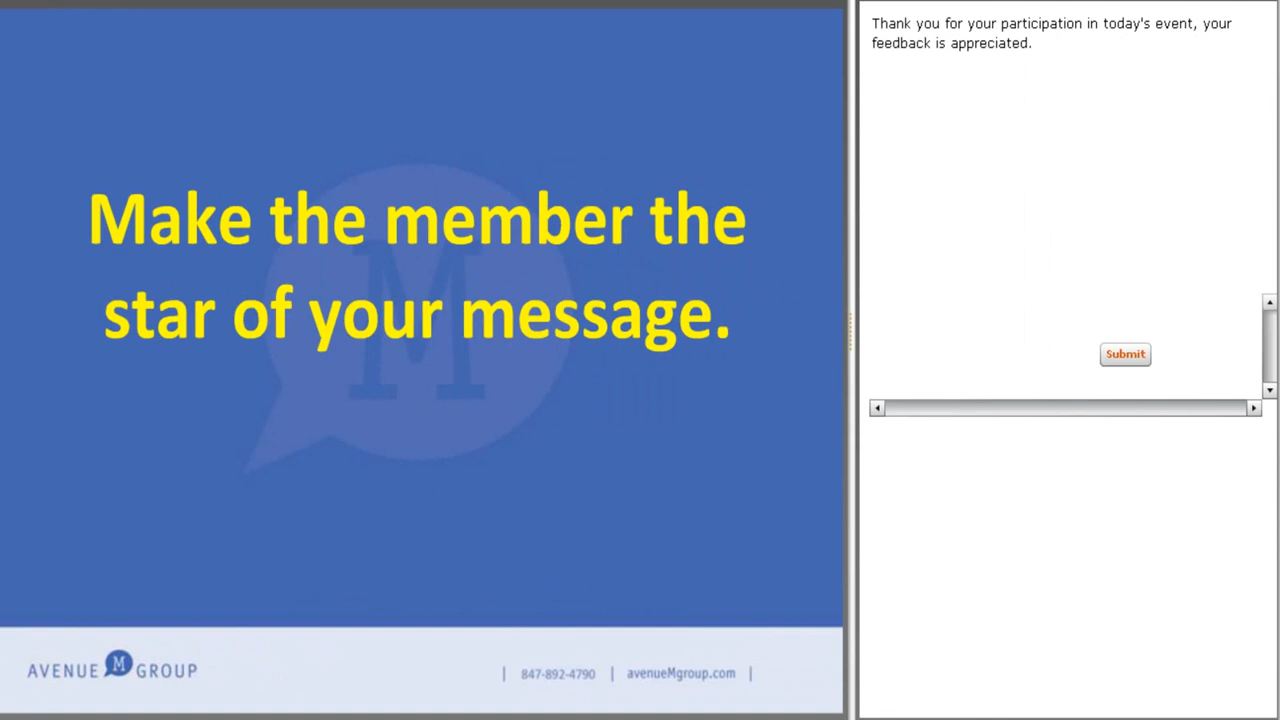 Make the member the
star of your message.
AVENUE M GROUP
| 847-892-4790 | avenueMgroup.com |
Thank you for your participation in today's event, your
feedback is appreciated.
Submit